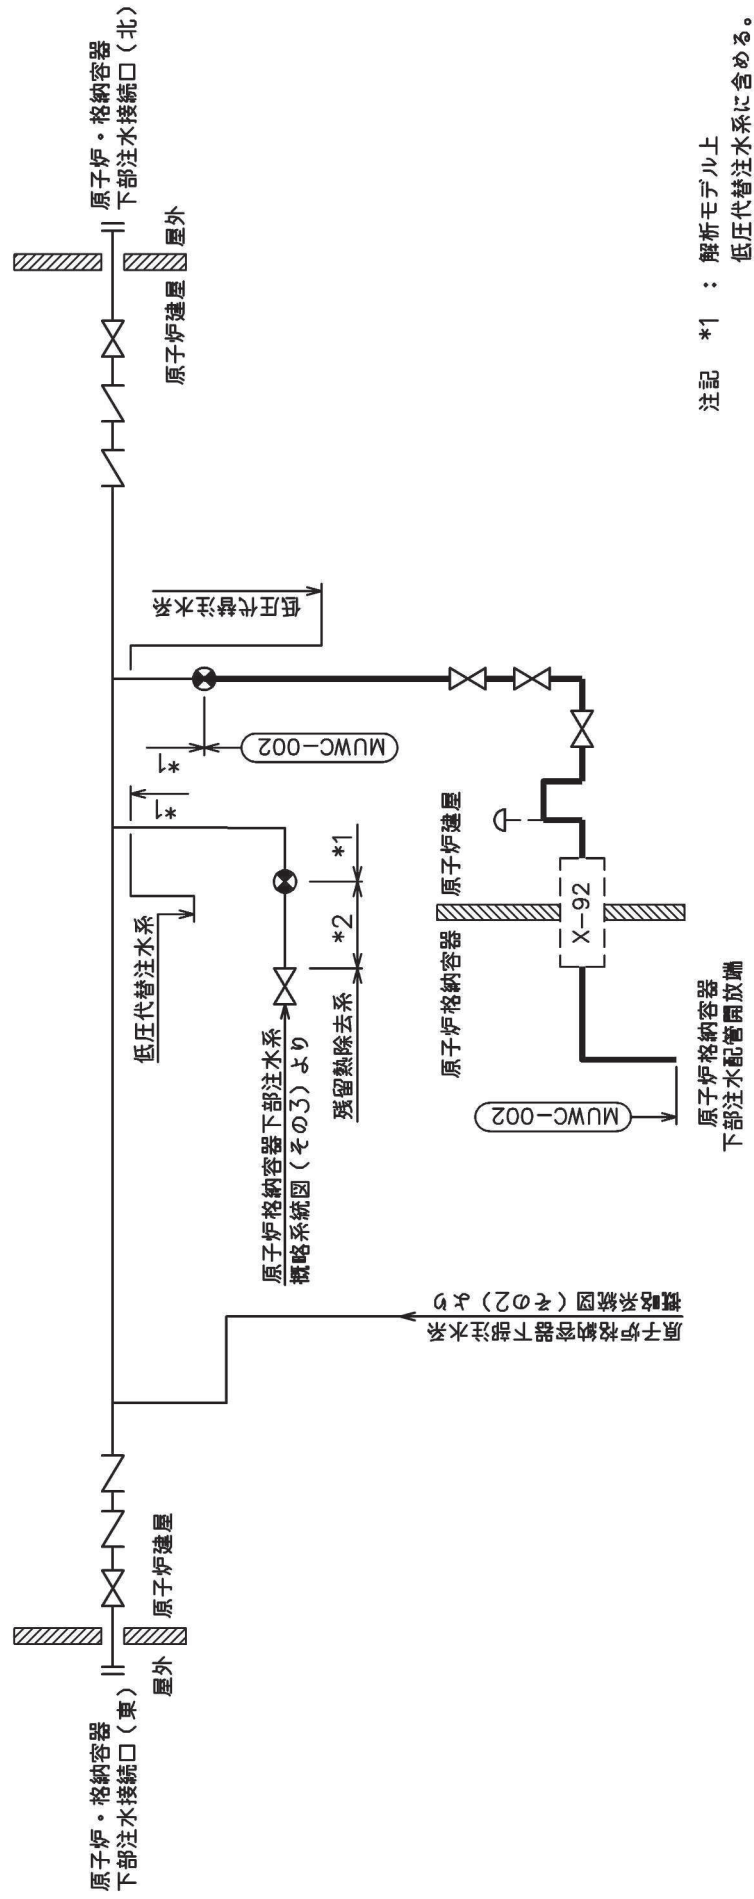 原子炉・格納容器
下部注水接続口(東)
屋外
原子炉建屋
原子炉格納容器下部注水系
概略系統図(その2)より
低圧代替注水系
*1
*1
MUWC-002
低圧代替注水系
原子炉格納容器下部注水系
概略系統図(その3)より
*2
*1
残留熱除去系
原子炉建屋
屋外
原子炉・格納容器
下部注水接続口(北)
原子炉格納容器
原子炉建屋
X-92
MUWC-002
原子炉格納容器
下部注水配管開放端
注記 *1 : 解析モデル上
低圧代替注水系に含める。